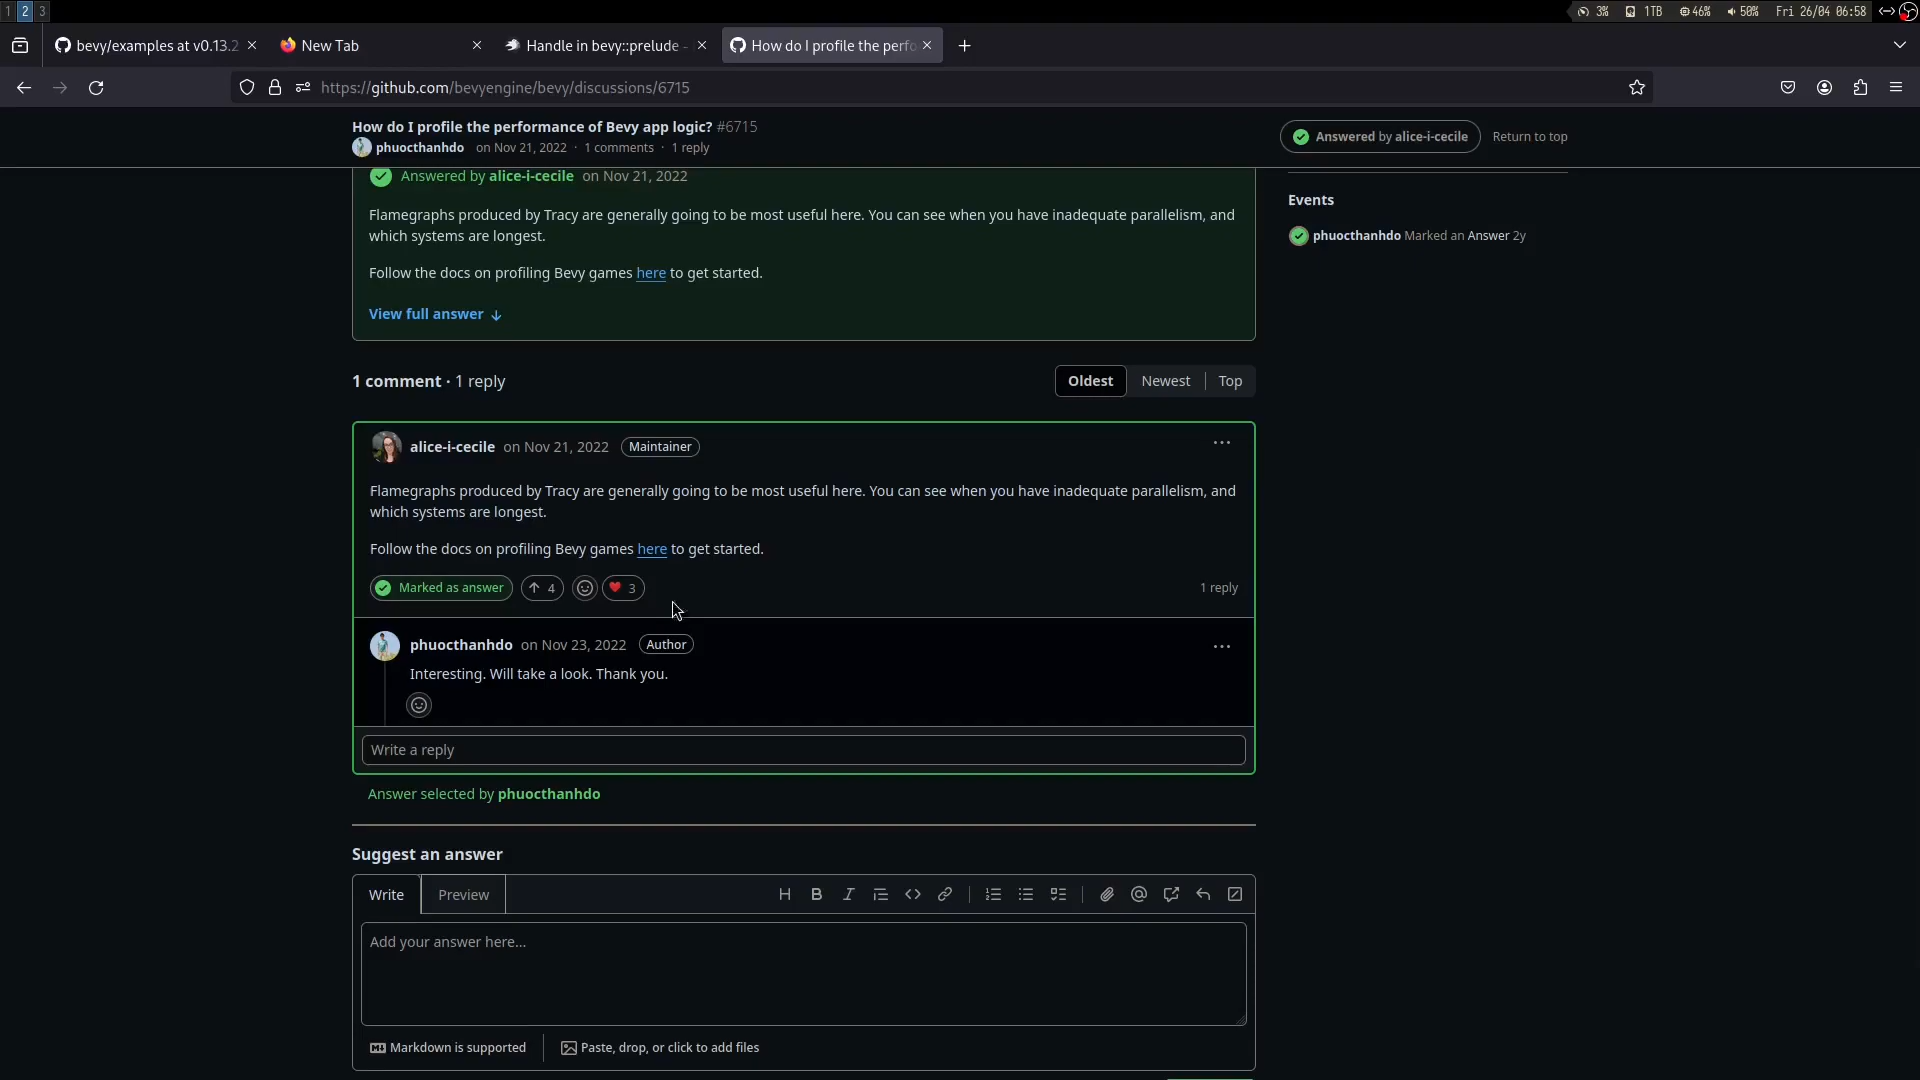 1 2 3
3% 1TB 46% 50% Fri 26/04 06:58
bevy/examples at v0.13.2
New Tab
Handle in bevy::prelude -
How do I profile the perfo
https://github.com/bevyengine/bevy/discussions/6715
How do I profile the performance of Bevy app logic? #6715
phuocthanhdo on Nov 21, 2022 · 1 comments · 1 reply
Answered by alice-i-cecile
Return to top
Answered by alice-i-cecile on Nov 21, 2022
Flamegraphs produced by Tracy are generally going to be most useful here. You can see when you have inadequate parallelism, and
which systems are longest.
Follow the docs on profiling Bevy games here to get started.
View full answer ↓
Events
phuocthanhdo Marked an Answer 2y
1 comment · 1 reply
Oldest Newest Top
alice-i-cecile on Nov 21, 2022 Maintainer
Flamegraphs produced by Tracy are generally going to be most useful here. You can see when you have inadequate parallelism, and
which systems are longest.
Follow the docs on profiling Bevy games here to get started.
Marked as answer ↑ 4 3
1 reply
phuocthanhdo on Nov 23, 2022 Author
Interesting. Will take a look. Thank you.
Write a reply
Answer selected by phuocthanhdo
Suggest an answer
Write Preview
H B I
Add your answer here...
Markdown is supported
Paste, drop, or click to add files